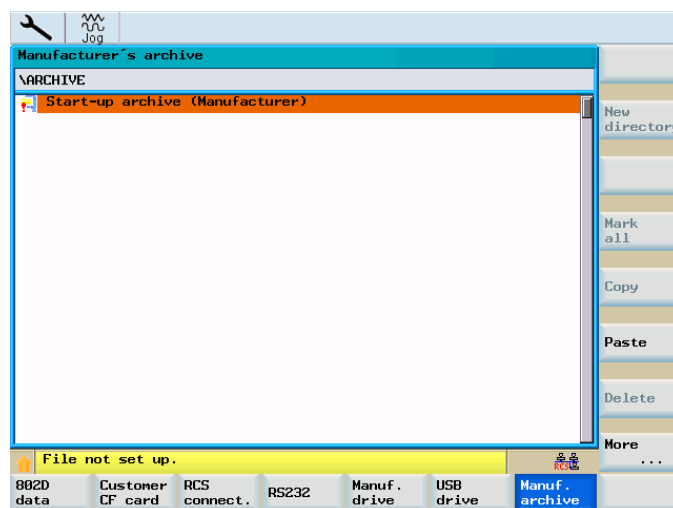 Jog
Manufacturer´s archive
\ARCHIVE
Start-up archive (Manufacturer)
New
director
Mark
all
Copy
Paste
Delete
More
...
File not set up.
RCS
802D
data
Customer
CF card
RCS
connect.
RS232
Manuf.
drive
USB
drive
Manuf.
archive